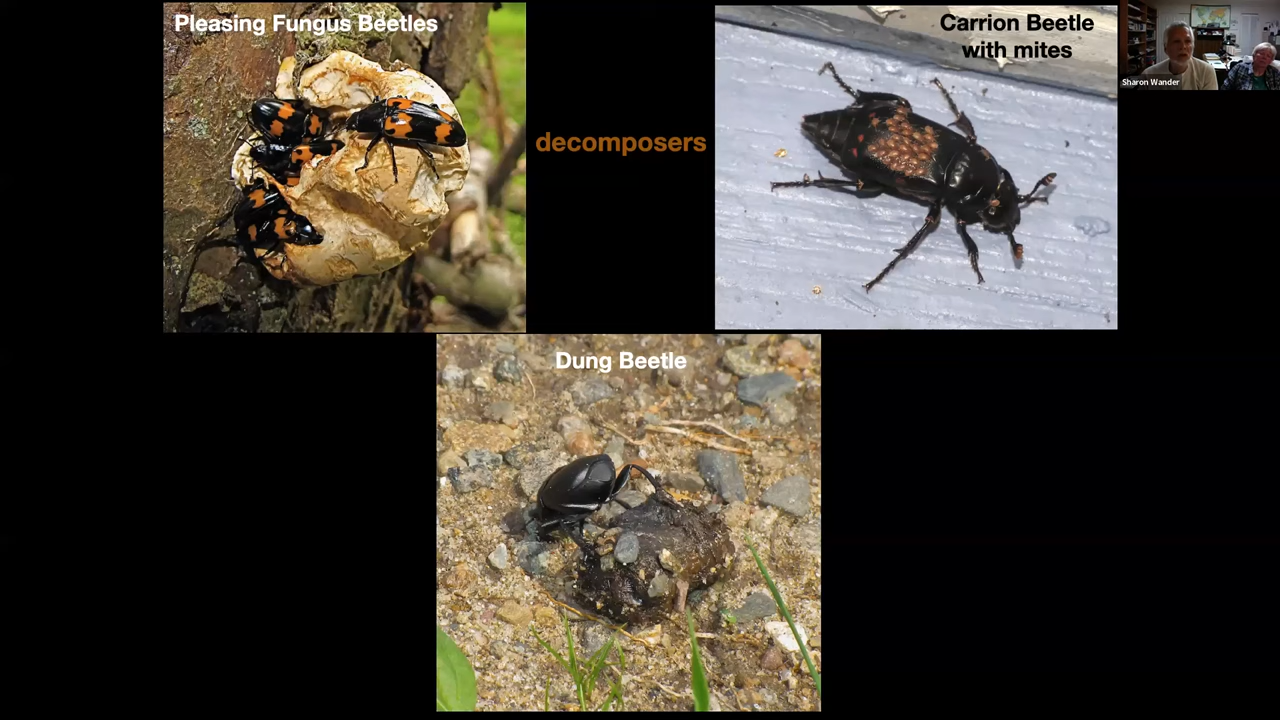 Pleasing Fungus Beetles
Carrion Beetle
with mites
Sharon Wander
decomposers
Dung Beetle